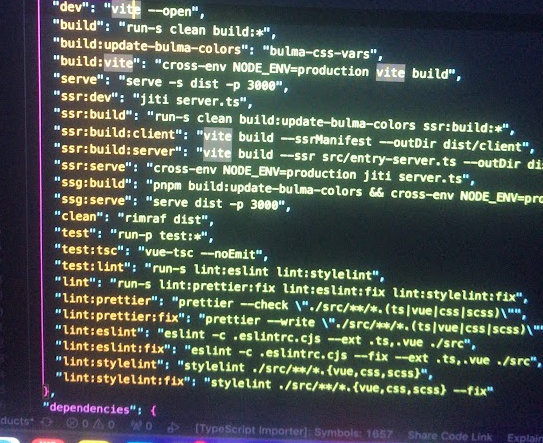 "dev": "vite --open",
"build": "run-s clean build:*",
"build:update-bulma-colors": "bulma-css-vars",
"build:vite": "cross-env NODE_ENV=production vite build",
"serve": "serve -s dist -p 3000",
"ssr:dev": "jiti server.ts",
"ssr:build": "run-s clean build:update-bulma-colors ssr:build:*",
"ssr:build:client": "vite build --ssrManifest --outDir dist/client",
"ssr:build:server": "vite build --ssr src/entry-server.ts --outDir di
"ssr:serve": "cross-env NODE_ENV=production jiti server.ts",
"ssg:build": "pnpm build:update-bulma-colors && cross-env NODE_ENV=pro
"ssg:serve": "serve dist -p 3000",
"clean": "rimraf dist",
"test": "run-p test:*",
"test:tsc": "vue-tsc --noEmit",
"test:lint": "run-s lint:eslint lint:stylelint",
"lint": "run-s lint:prettier:fix lint:eslint:fix lint:stylelint:fix",
"lint:prettier": "prettier --check \"./src/**/*.(ts|vue|css|scss)\"",
"lint:prettier:fix": "prettier --write \"./src/**/*.(ts|vue|css|scss)\"
"lint:eslint": "eslint -c .eslintrc.cjs --ext .ts,.vue ./src",
"lint:eslint:fix": "eslint -c .eslintrc.cjs --fix --ext .ts,.vue ./src",
"lint:stylelint": "stylelint ./src/**/*.{vue,css,scss}",
"lint:stylelint:fix": "stylelint ./src/**/*.{vue,css,scss} --fix"
},
"dependencies": {
ducts* 0 0 0 [TypeScript Importer]: Symbols: 1657 Share Code Link Explain